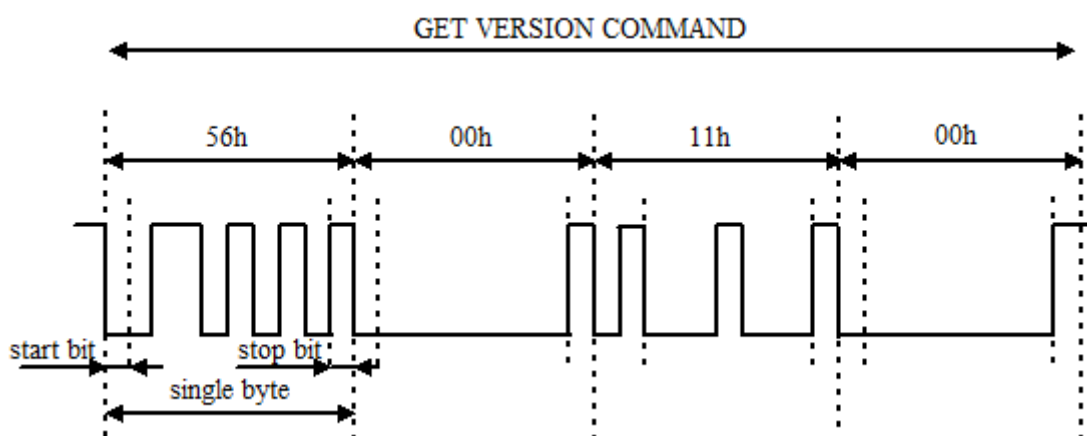 GET VERSION COMMAND
56h 00h 11h 00h
start bit stop bit
single byte